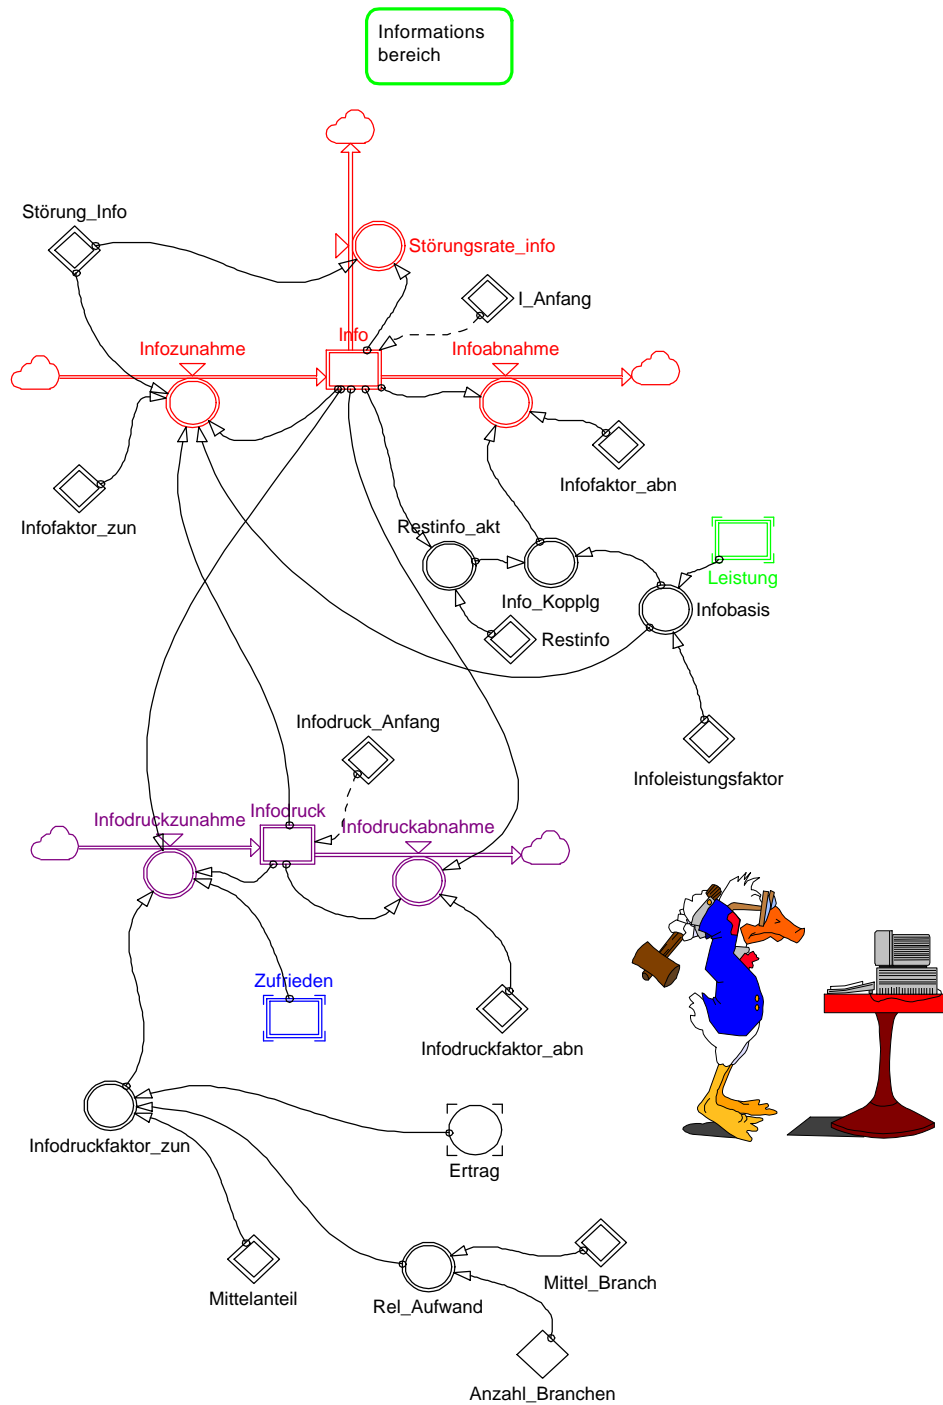 Informations
bereich
Störung_Info
Störungsrate_info
I_Anfang
Info
Infozunahme
Infoabnahme
Infofaktor_abn
Infofaktor_zun
Restinfo_akt
Leistung
Info_Kopplg
Infobasis
Restinfo
Infodruck_Anfang
Infoleistungsfaktor
Infodruck
Infodruckzunahme
Infodruckabnahme
Zufrieden
Infodruckfaktor_abn
Infodruckfaktor_zun
Ertrag
Mittel_Branch
Mittelanteil
Rel_Aufwand
Anzahl_Branchen